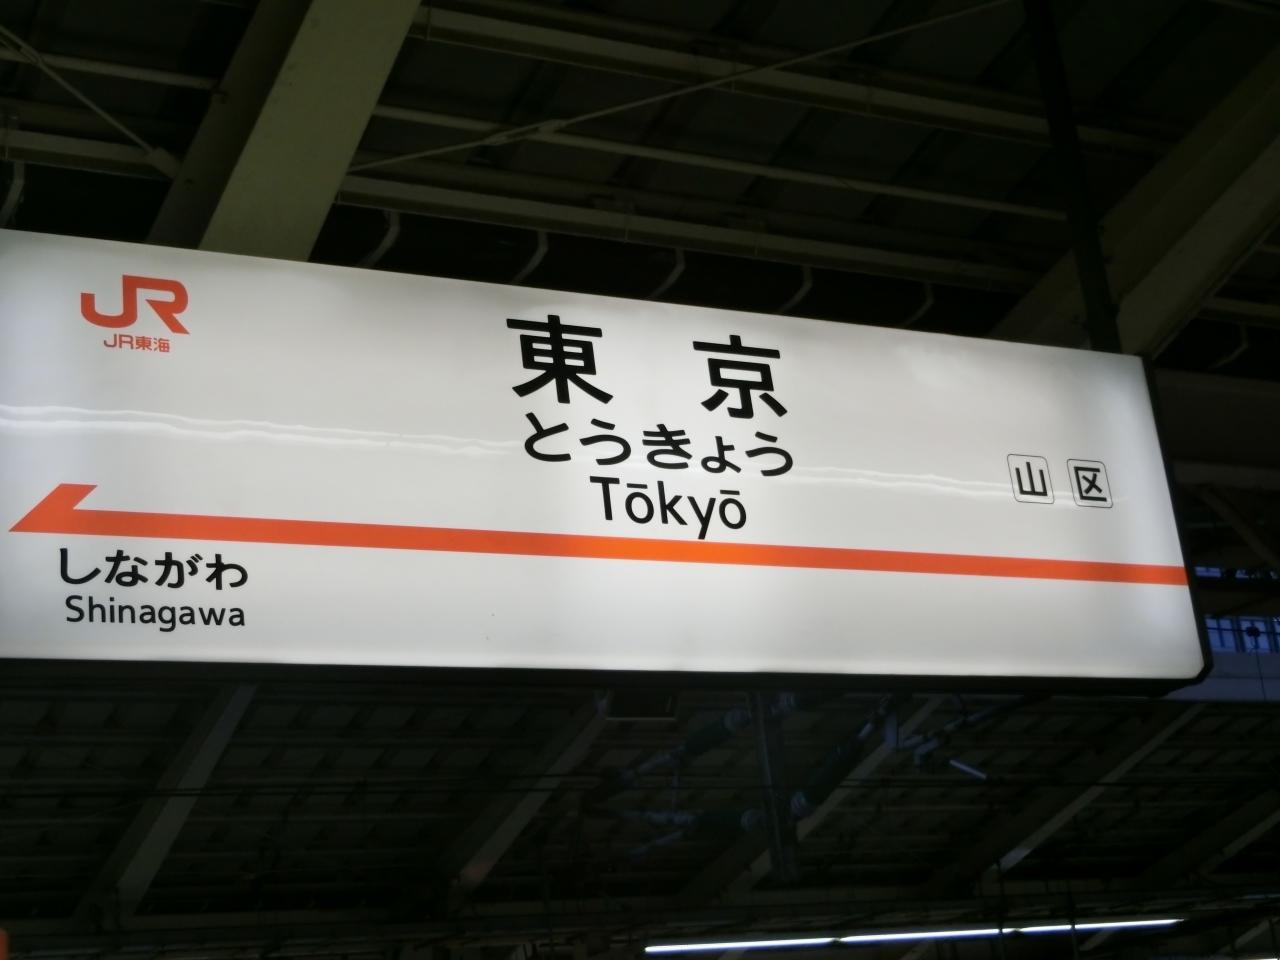 JR
JR東海
東京
とうきょう
Tōkyō
山 区
しながわ
Shinagawa